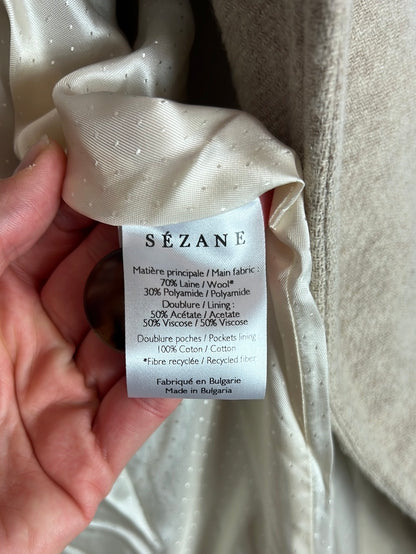 SÉZANE
Matière principale / Main fabric :
70% Laine / Wool*
30% Polyamide / Polyamide
Doublure / Lining :
50% Acétate / Acetate
50% Viscose / 50% Viscose
Doublure poches / Pockets lining
100% Coton / Cotton
*Fibre recyclée / Recycled fiber
Fabriqué en Bulgarie
Made in Bulgaria